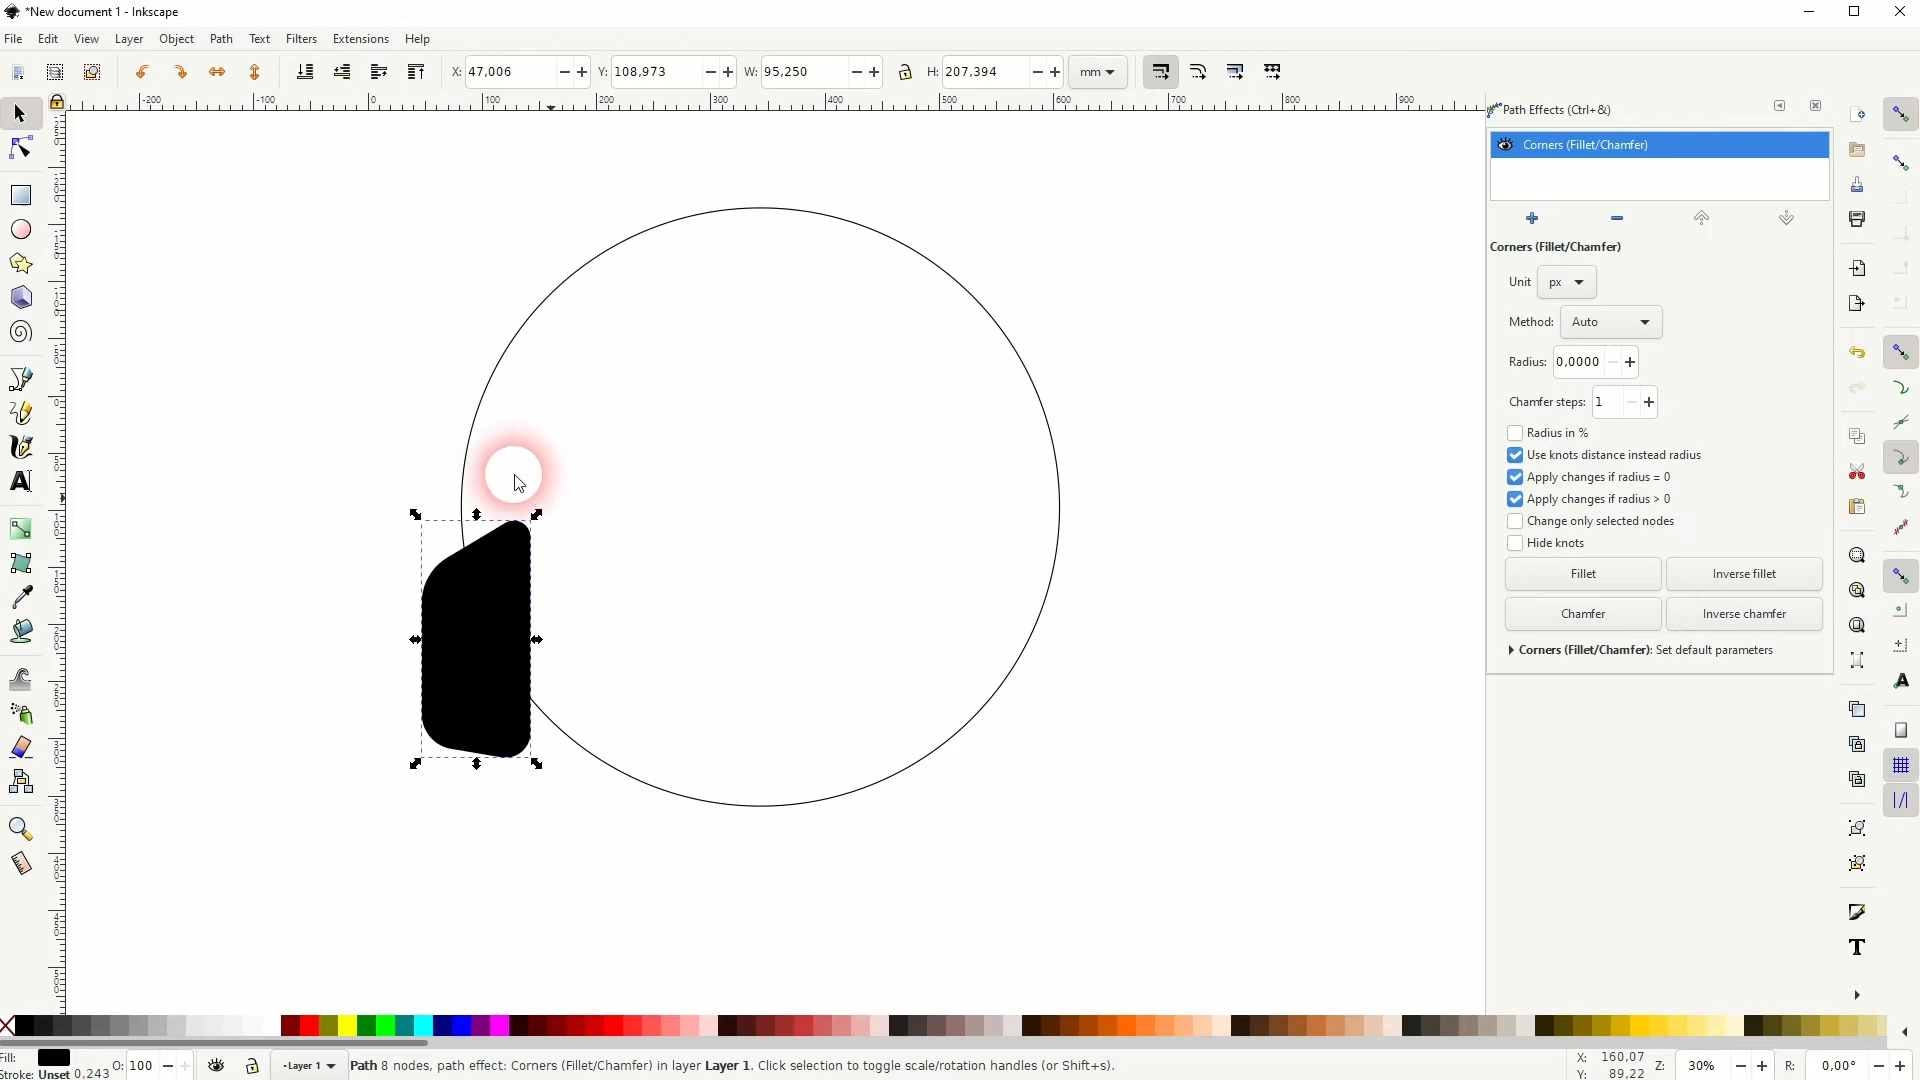 *New document 1 - Inkscape
File Edit View Layer Object Path Text Filters Extensions Help
X: 47,006 Y: 108,973 W: 95,250 H: 207,394 mm
-200 -100 0 100 200 300 400 500 600 700 800 900
Path Effects (Ctrl+&)
Corners (Fillet/Chamfer)
Corners (Fillet/Chamfer)
Unit px
Method: Auto
Radius: 0,0000
Chamfer steps: 1
Radius in %
Use knots distance instead radius
Apply changes if radius = 0
Apply changes if radius > 0
Change only selected nodes
Hide knots
Fillet Inverse fillet
Chamfer Inverse chamfer
Corners (Fillet/Chamfer): Set default parameters
Fill: O: 100 -Layer 1 Path 8 nodes, path effect: Corners (Fillet/Chamfer) in layer Layer 1. Click selection to toggle scale/rotation handles (or Shift+s). X: 160,07 Z: 30% R: 0,00°
Stroke: Unset 0,243 Y: 89,22